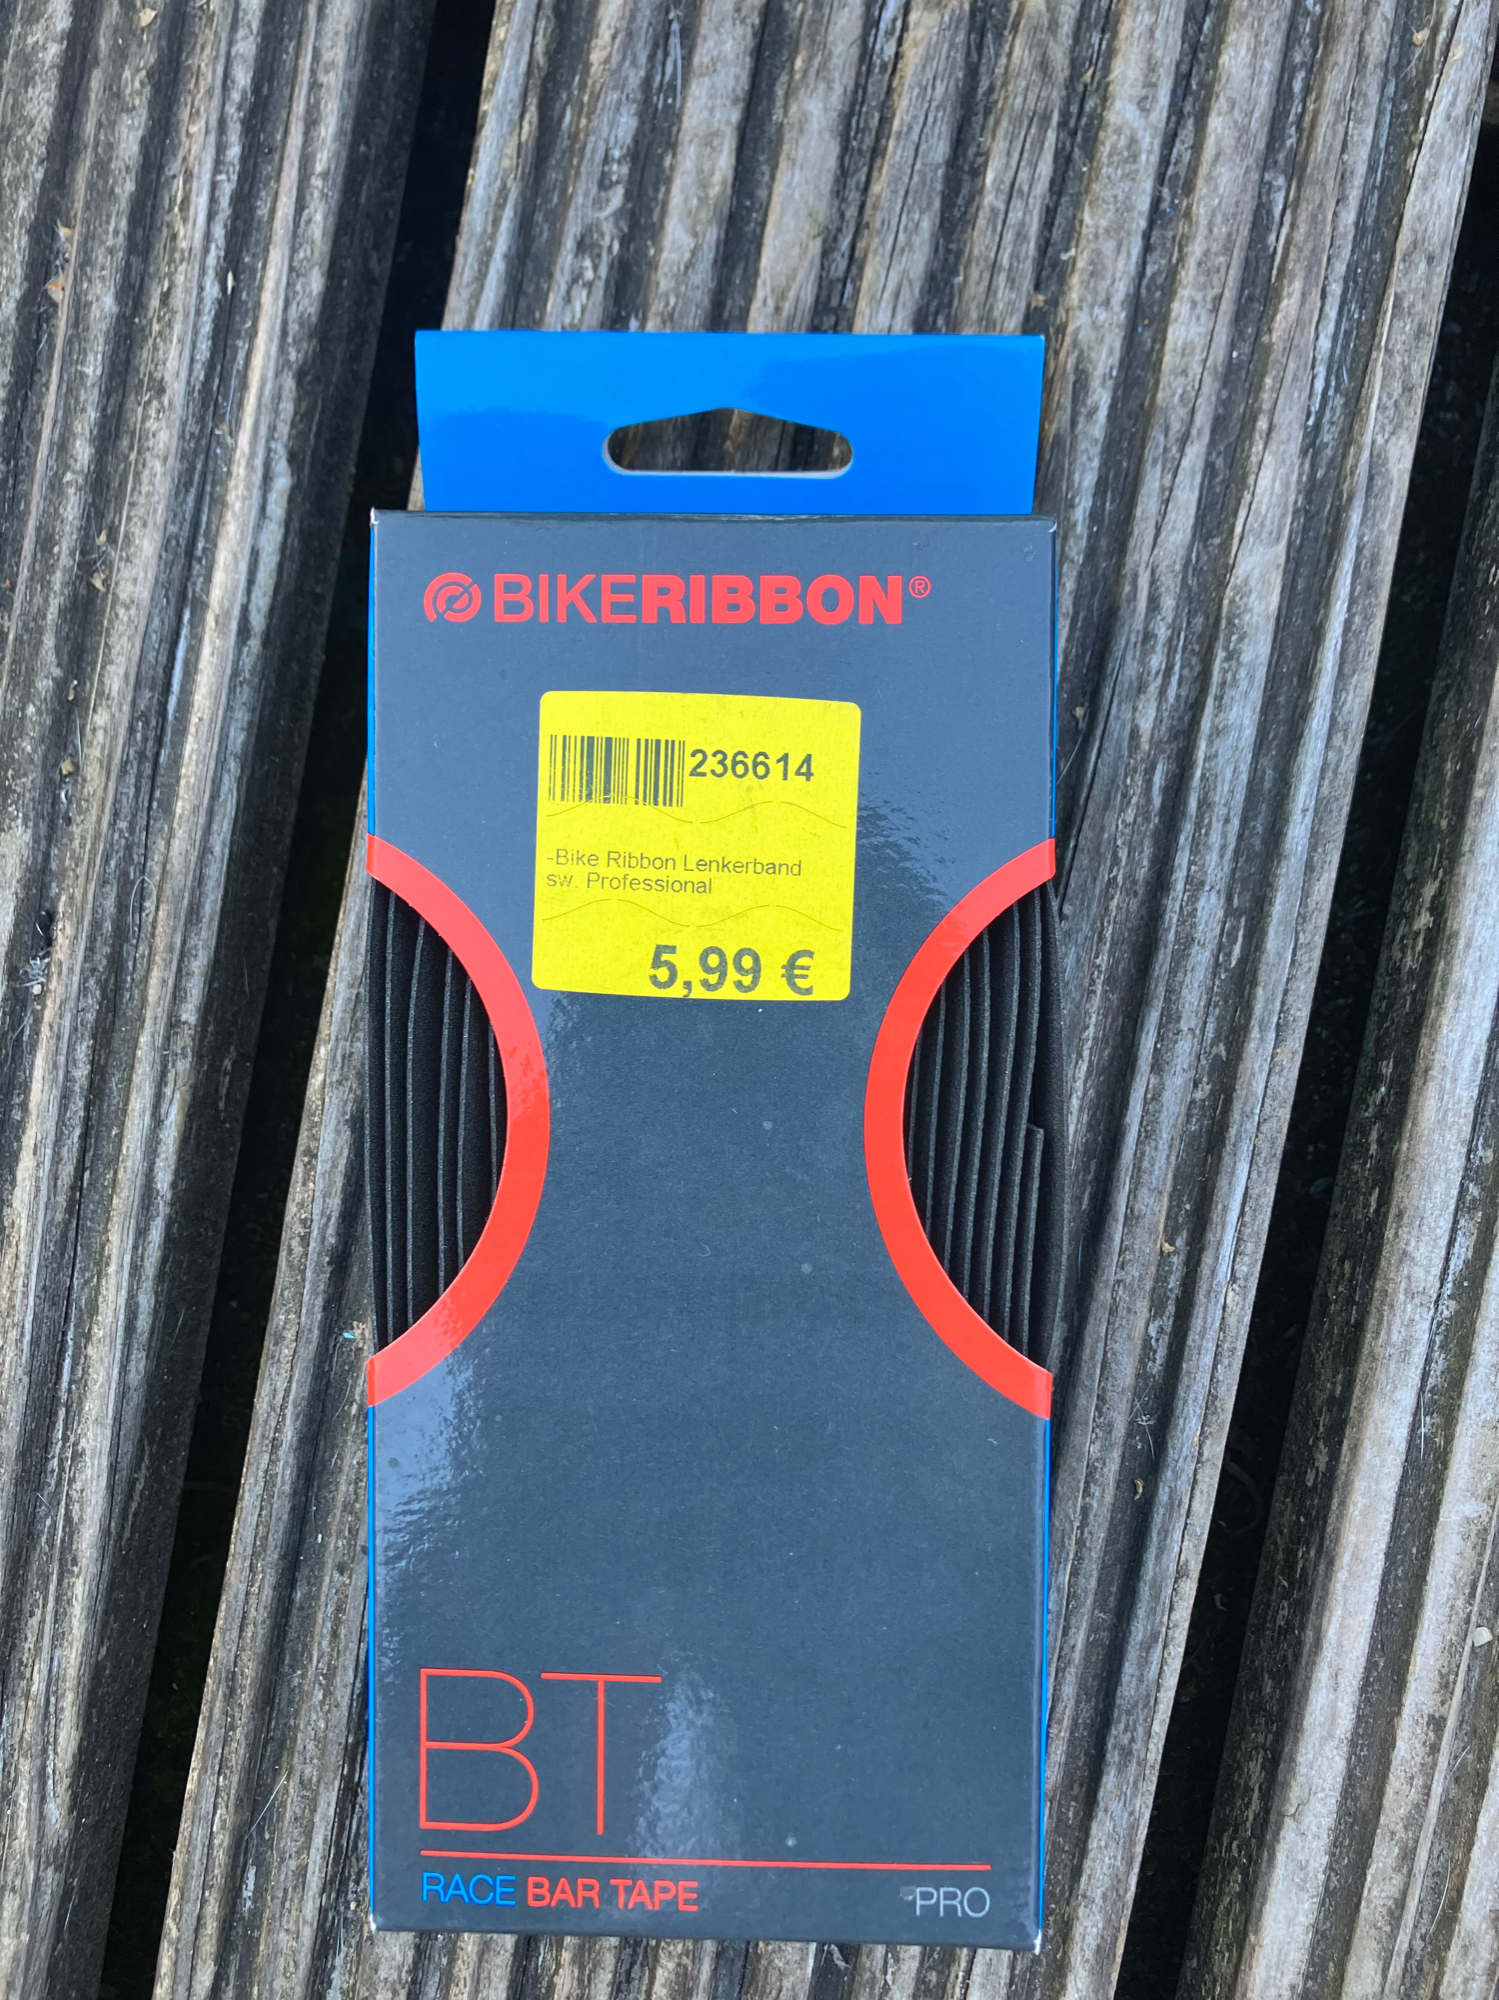 BIKERIBBON®
236614
-Bike Ribbon Lenkerband
sw. Professional
5,99 €
BT
RACE BAR TAPE
PRO